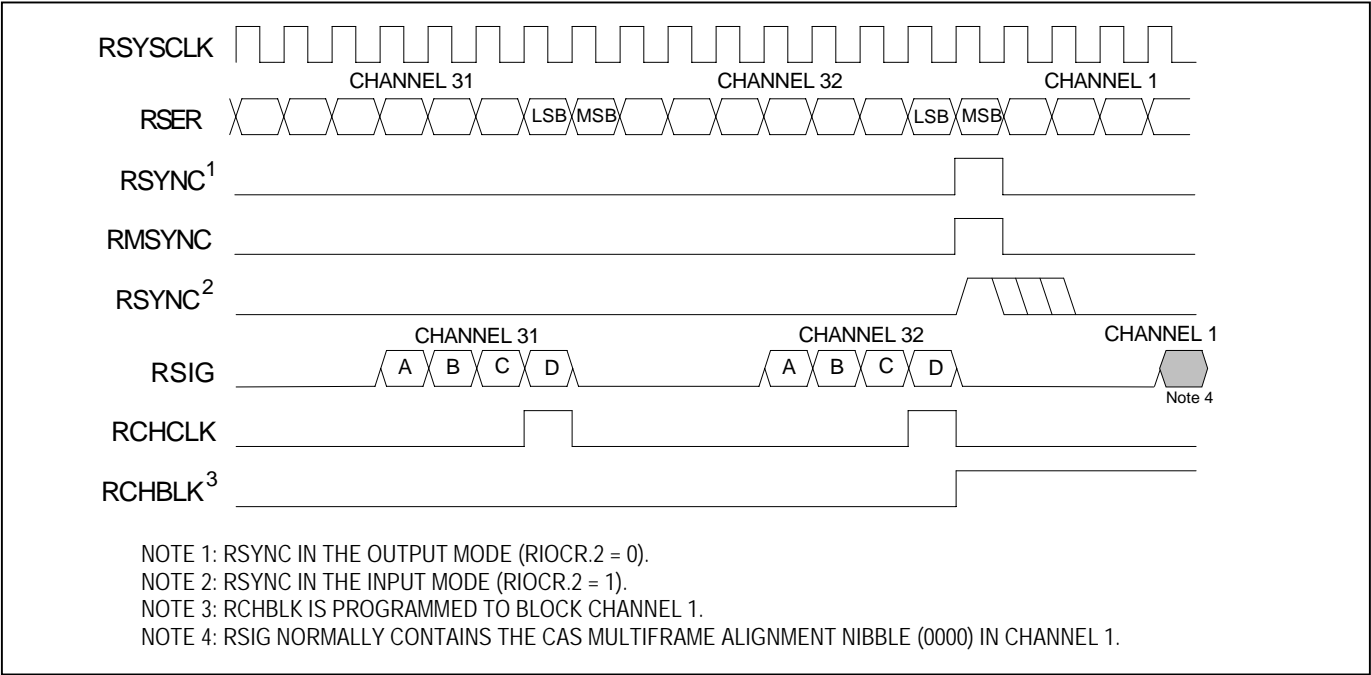 RSYSCLK
CHANNEL 31 CHANNEL 32 CHANNEL 1
RSER LSB MSB LSB MSB
RSYNC1
RMSYNC
RSYNC2
CHANNEL 31 CHANNEL 32 CHANNEL 1
RSIG A B C D A B C D
Note 4
RCHCLK
RCHBLK3
NOTE 1: RSYNC IN THE OUTPUT MODE (RIOCR.2 = 0).
NOTE 2: RSYNC IN THE INPUT MODE (RIOCR.2 = 1).
NOTE 3: RCHBLK IS PROGRAMMED TO BLOCK CHANNEL 1.
NOTE 4: RSIG NORMALLY CONTAINS THE CAS MULTIFRAME ALIGNMENT NIBBLE (0000) IN CHANNEL 1.